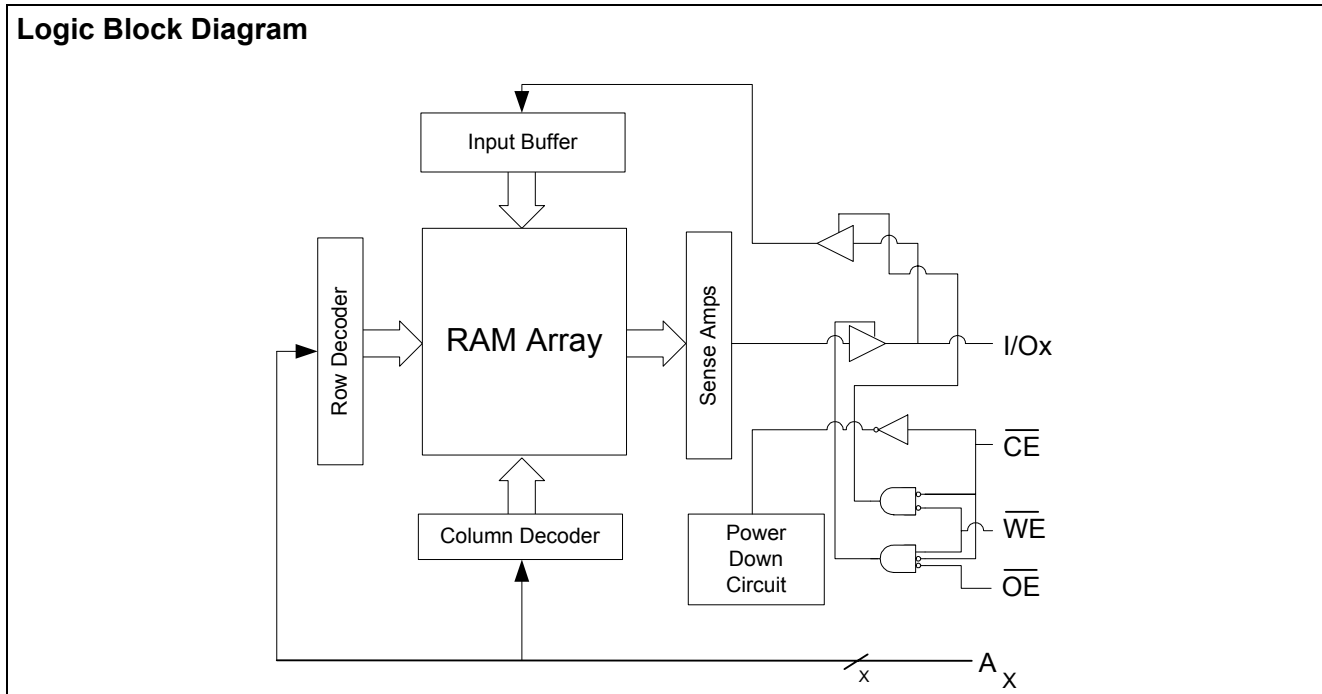 Logic Block Diagram
Input Buffer
Row Decoder
RAM Array
Sense Amps
I/Ox
CE
Column Decoder
Power
Down
Circuit
WE
OE
A X
x